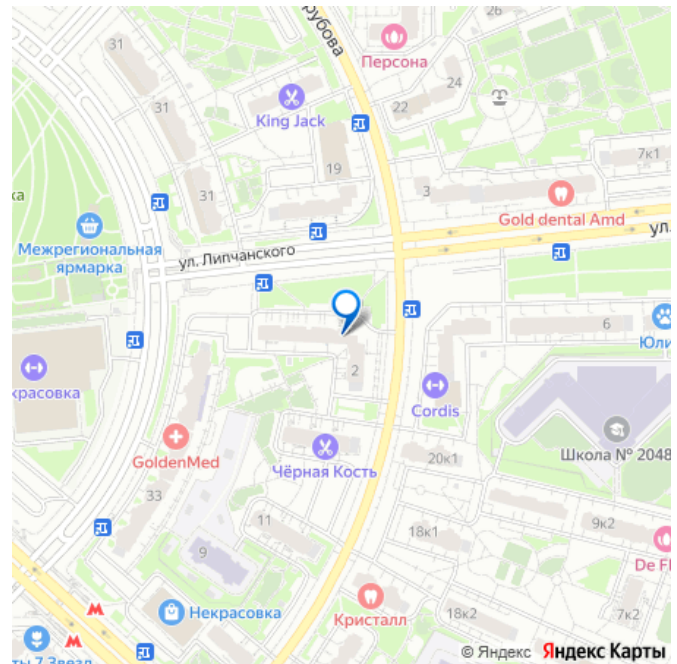 26
рубова
Персона
31
24
31
22
King Jack
19
7к1
3
31
Gold dental Amd
ка
Межрегиональная
ярмарка
ул. Липчанского
ул.
6
Юли
2
красовка
Cordis
Школа № 2048
GoldenMed
Чёрная Кость
20к1
33
11
18к1
9к2
9
De Fl
Некрасовка
Кристалл
18к2
7к2
ты 7 Звезд
© Яндекс Яндекс Карты